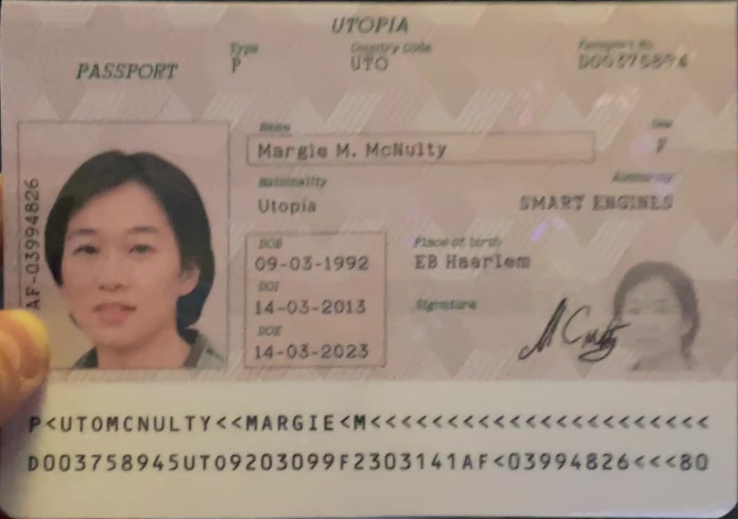 UTOPIA
PASSPORT
Type
P
Country Code
UTO
Passport No
D00375894
Name
Margie M. McNulty
Sex
F
Nationality
Utopia
Authority
SMART ENGINES
DOB
09-03-1992
Place of birth
EB Haarlem
DOI
14-03-2013
Signature
DOE
14-03-2023
AF-03994826
P<UTOMCNULTY<<MARGIE<M<<<<<<<<<<<<<<<<<<<<<<
D003758945UTO9203099F2303141AF<03994826<<<80